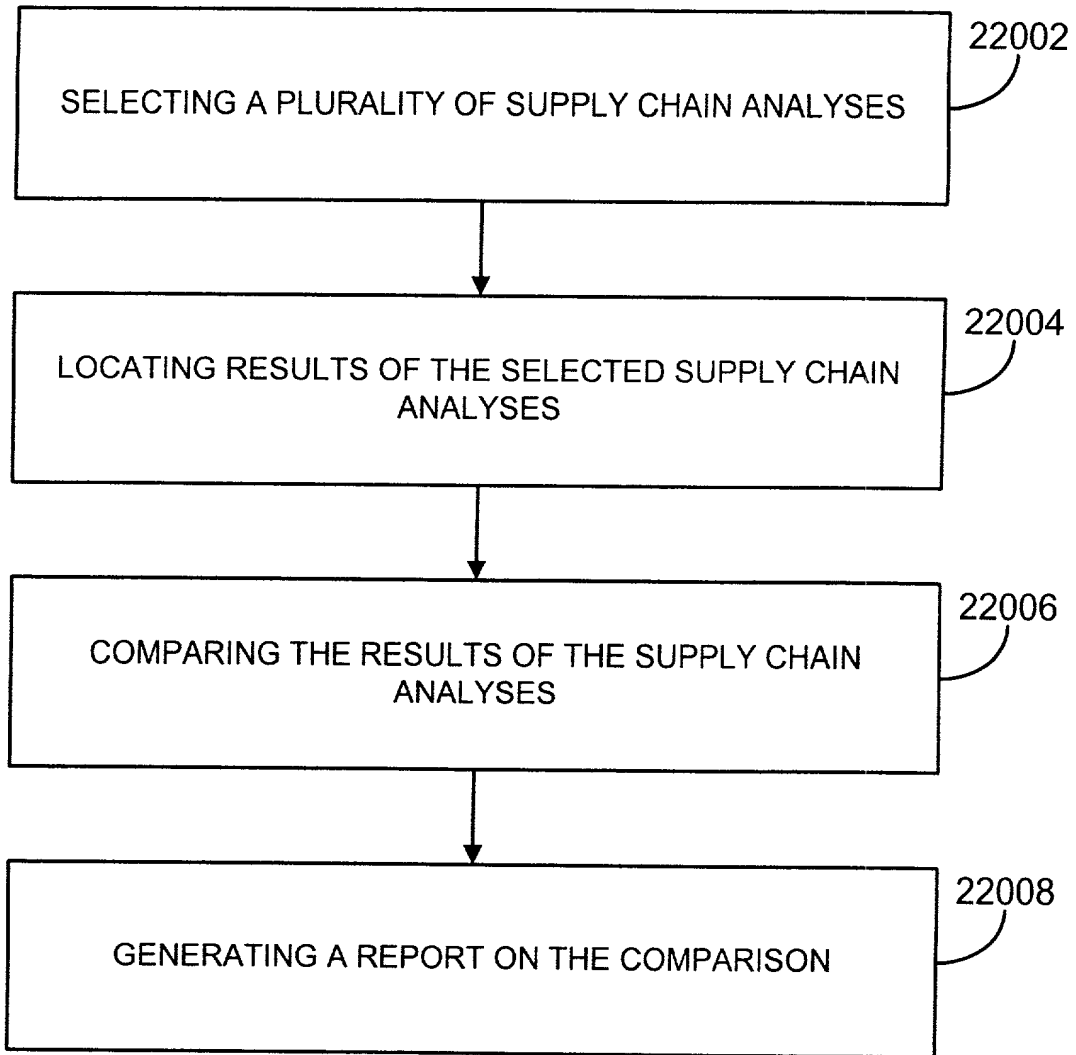 22002
SELECTING A PLURALITY OF SUPPLY CHAIN ANALYSES
22004
LOCATING RESULTS OF THE SELECTED SUPPLY CHAIN
ANALYSES
22006
COMPARING THE RESULTS OF THE SUPPLY CHAIN
ANALYSES
22008
GENERATING A REPORT ON THE COMPARISON